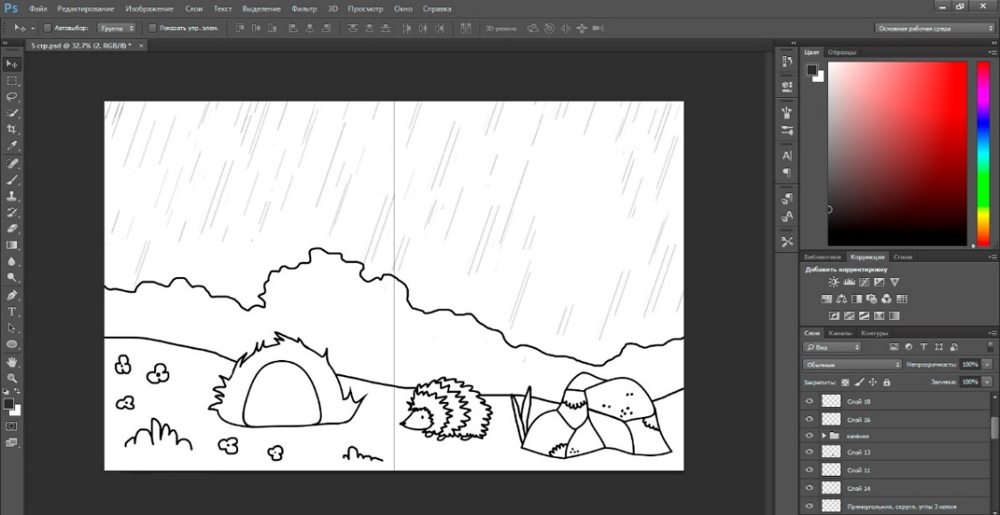 Ps Файл Редактирование Изображение Слои Текст Выделение Фильтр 3D Просмотр Окно Справка
Автовыбор: Группа Показать упр. элем. 3D-режим: Основная рабочая среда
5 стр.psd @ 32,7% (2, RGB/8) * ×
Цвет Образцы
Библиотеки Коррекция Стили
Добавить корректировку
Слои Каналы Контуры
Вид
Обычные Непрозрачность: 100%
Закрепить: Заливка: 100%
Слой 18
Слой 16
Слой 13
Слой 11
Слой 14
Прямоугольник, скругл. углы 3 копия